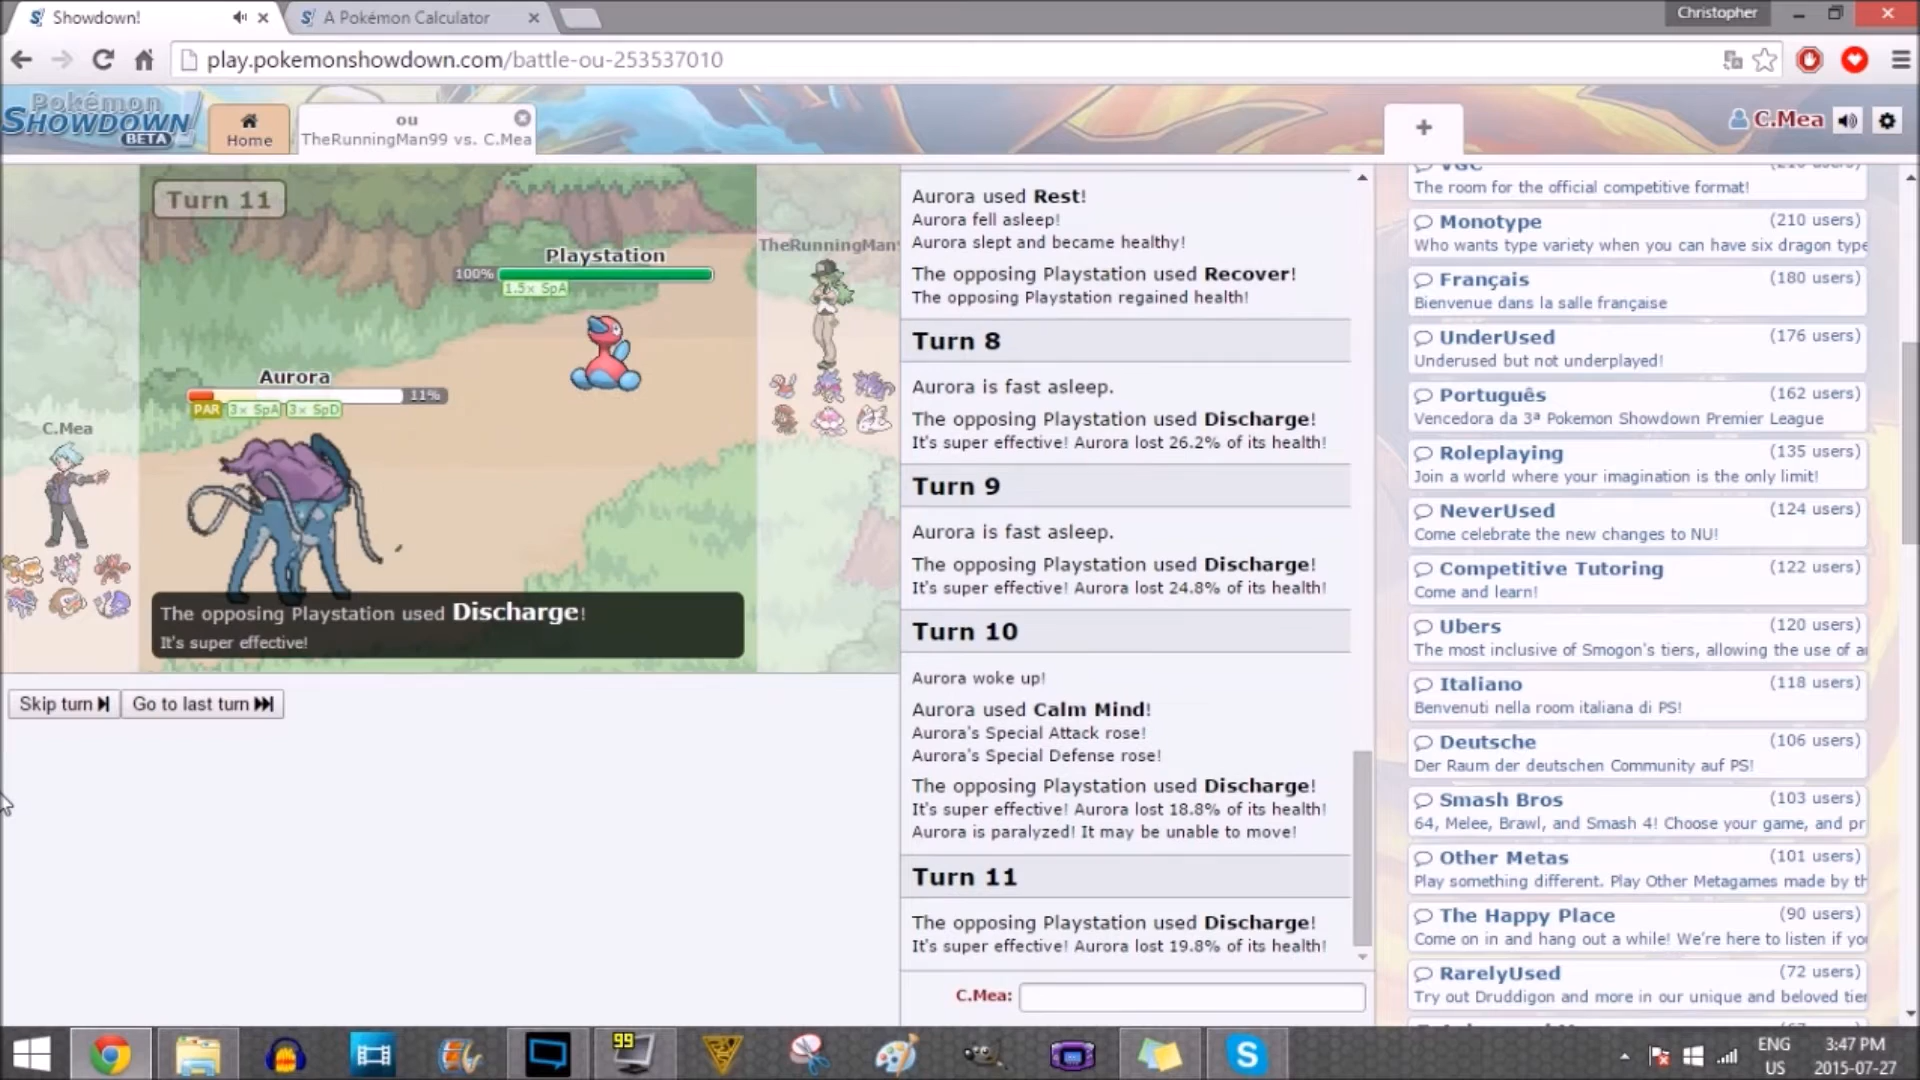 Showdown!
A Pokémon Calculator
Christopher
play.pokemonshowdown.com/battle-ou-253537010
Pokémon
SHOWDOWN!
BETA
Home
ou
TheRunningMan99 vs. C.Mea
+
C.Mea
Turn 11
TheRunningMan
Playstation
100%
1.5× SpA
Aurora
11%
PAR 3× SpA 3× SpD
C.Mea
The opposing Playstation used Discharge!
It's super effective!
Skip turn
Go to last turn
Aurora used Rest!
Aurora fell asleep!
Aurora slept and became healthy!
The opposing Playstation used Recover!
The opposing Playstation regained health!
Turn 8
Aurora is fast asleep.
The opposing Playstation used Discharge!
It's super effective! Aurora lost 26.2% of its health!
Turn 9
Aurora is fast asleep.
The opposing Playstation used Discharge!
It's super effective! Aurora lost 24.8% of its health!
Turn 10
Aurora woke up!
Aurora used Calm Mind!
Aurora's Special Attack rose!
Aurora's Special Defense rose!
The opposing Playstation used Discharge!
It's super effective! Aurora lost 18.8% of its health!
Aurora is paralyzed! It may be unable to move!
Turn 11
The opposing Playstation used Discharge!
It's super effective! Aurora lost 19.8% of its health!
C.Mea:
VGC
The room for the official competitive format!
Monotype (210 users)
Who wants type variety when you can have six dragon type
Français (180 users)
Bienvenue dans la salle française
UnderUsed (176 users)
Underused but not underplayed!
Português (162 users)
Vencedora da 3ª Pokemon Showdown Premier League
Roleplaying (135 users)
Join a world where your imagination is the only limit!
NeverUsed (124 users)
Come celebrate the new changes to NU!
Competitive Tutoring (122 users)
Come and learn!
Ubers (120 users)
The most inclusive of Smogon's tiers, allowing the use of a
Italiano (118 users)
Benvenuti nella room italiana di PS!
Deutsche (106 users)
Der Raum der deutschen Community auf PS!
Smash Bros (103 users)
64, Melee, Brawl, and Smash 4! Choose your game, and pr
Other Metas (101 users)
Play something different. Play Other Metagames made by th
The Happy Place (90 users)
Come on in and hang out a while! We're here to listen if yo
RarelyUsed (72 users)
Try out Druddigon and more in our unique and beloved tier
99
ENG
US
3:47 PM
2015-07-27